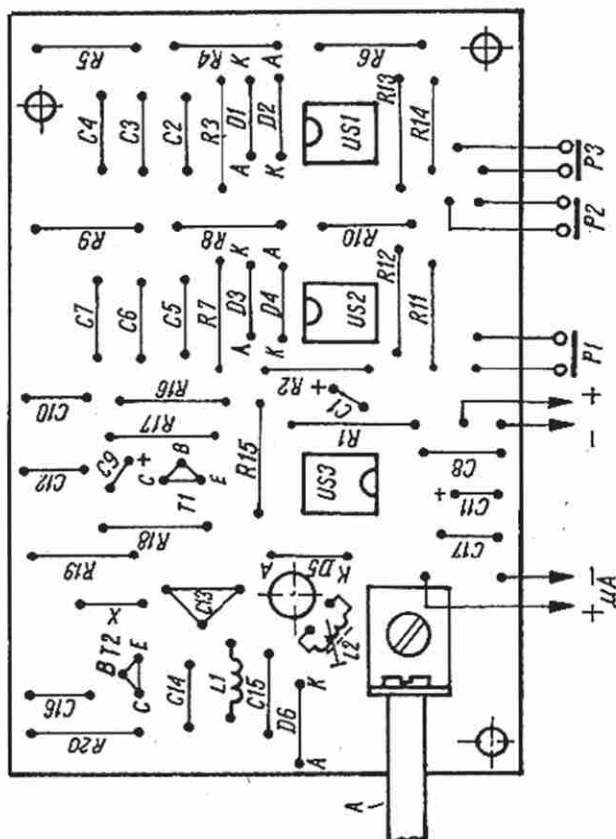 R5
R4
R6
K
A
C4
C3
C2
R3
D1
D2
US1
R13
R14
A
K
P3
P2
R9
R8
R10
K
A
C7
C6
C5
R7
D3
D4
US2
R12
R11
A
K
P1
C10
R16
R2
+
C1
+
R17
R15
R1
-
C12
C9
+
C
B
E
T1
US3
C8
+
C11
R18
C17
R19
A
D5
K
-
+
µA
X
C13
B
T2
E
C
L2
C16
C14
L1
C15
D6
K
A
R20
A